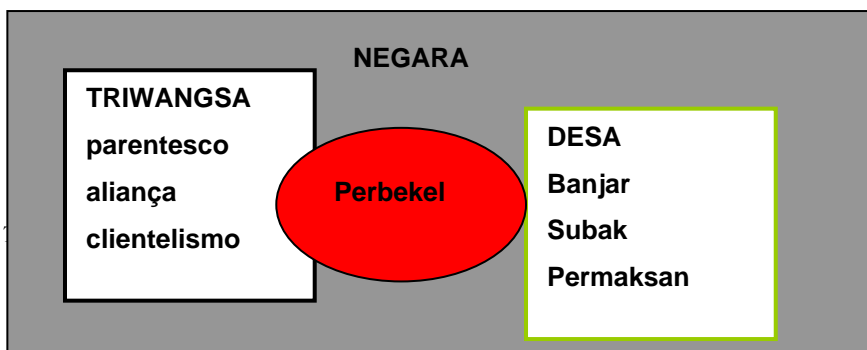 NEGARA
TRIWANGSA
parentesco
aliança
clientelismo
Perbekel
DESA
Banjar
Subak
Permaksan